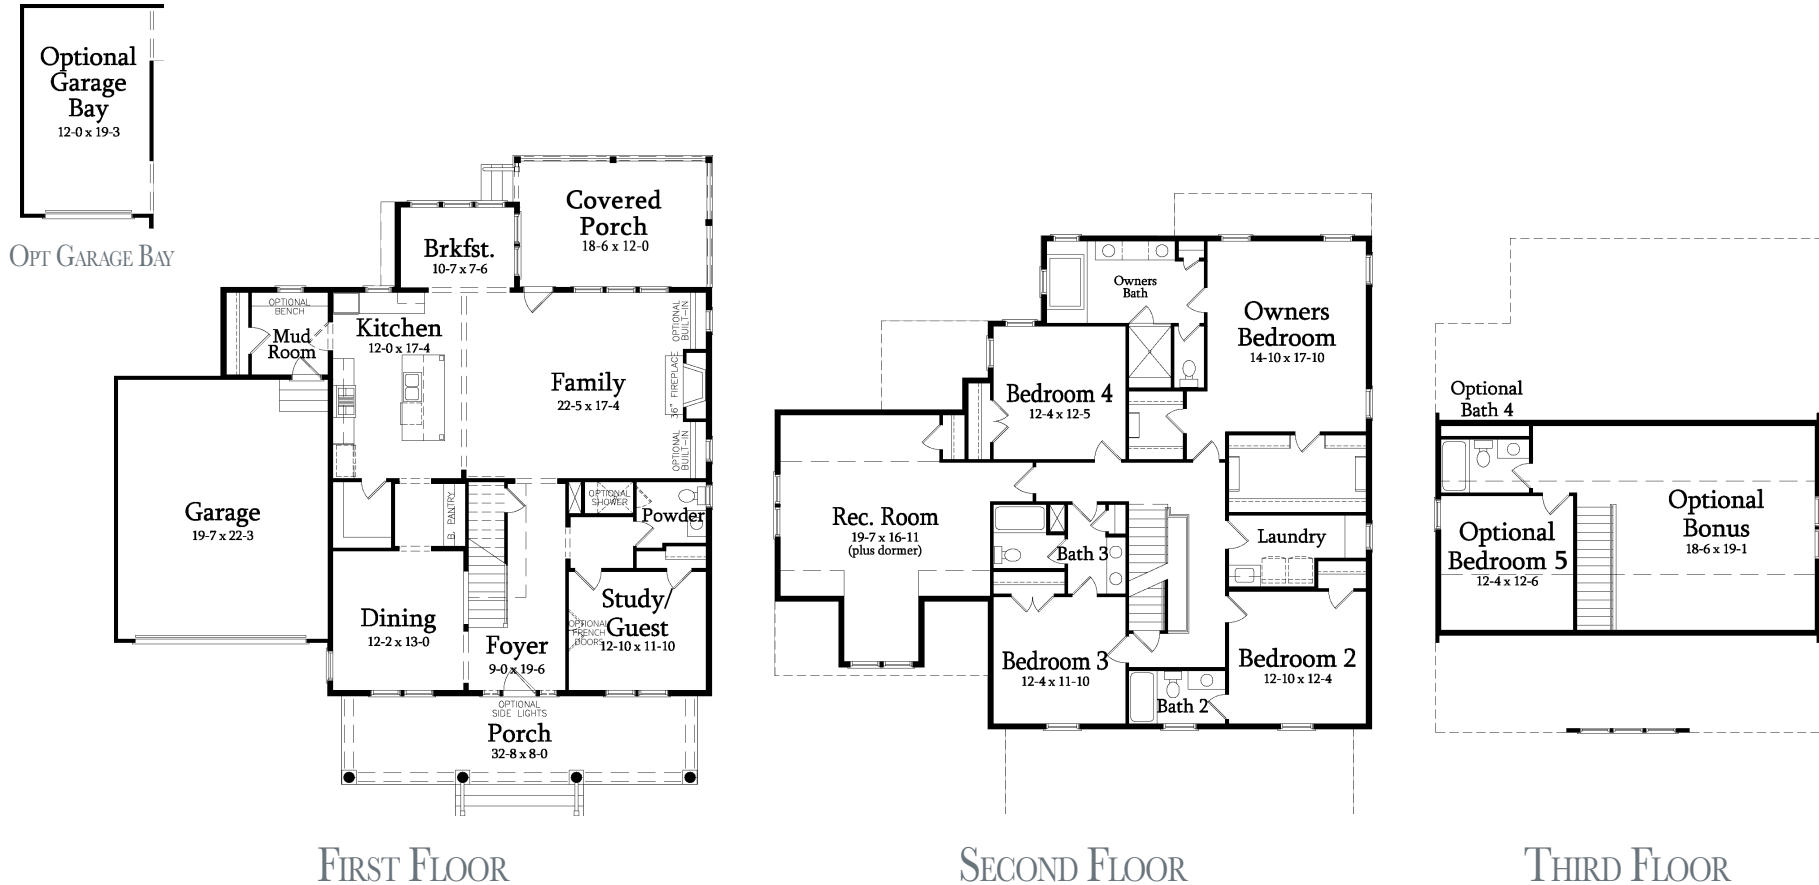 Optional
Garage
Bay
12-0 x 19-3
OPT GARAGE BAY
Covered
Porch
18-6 x 12-0
Brkfst.
10-7 x 7-6
OPTIONAL
BENCH
Mud
Room
Kitchen
12-0 x 17-4
OPTIONAL
BUILT-IN
Family
22-5 x 17-4
36" FIREPLACE
OPTIONAL
BUILT-IN
Garage
19-7 x 22-3
B. PANTRY
OPTIONAL
SHOWER
Powder
Dining
12-2 x 13-0
Foyer
9-0 x 19-6
OPTIONAL
FRENCH
DOORS
Study/
Guest
12-10 x 11-10
OPTIONAL
SIDE LIGHTS
Porch
32-8 x 8-0
FIRST FLOOR
Owners
Bath
Owners
Bedroom
14-10 x 17-10
Bedroom 4
12-4 x 12-5
Rec. Room
19-7 x 16-11
(plus dormer)
Bath 3
Laundry
Bedroom 3
12-4 x 11-10
Bath 2
Bedroom 2
12-10 x 12-4
SECOND FLOOR
Optional
Bath 4
Optional
Bedroom 5
12-4 x 12-6
Optional
Bonus
18-6 x 19-1
THIRD FLOOR